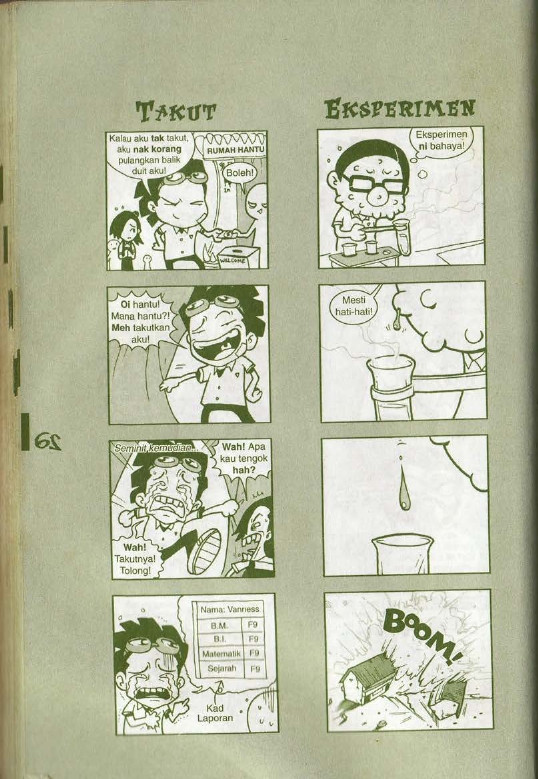 TAKUT
Kalau aku tak takut,
aku nak korang
pulangkan balik
duit aku!
RUMAH HANTU
Boleh!
WELCOME
Oi hantu!
Mana hantu?!
Meh takutkan
aku!
Seminit kemudian...
Wah! Apa
kau tengok
hah?
Wah!
Takutnya!
Tolong!
Nama: Vanness
B.M. F9
B.I. F9
Matematik F9
Sejarah F9
Kad
Laporan
EKSPERIMEN
Eksperimen
ni bahaya!
Mesti
hati-hati!
BOOM!
62